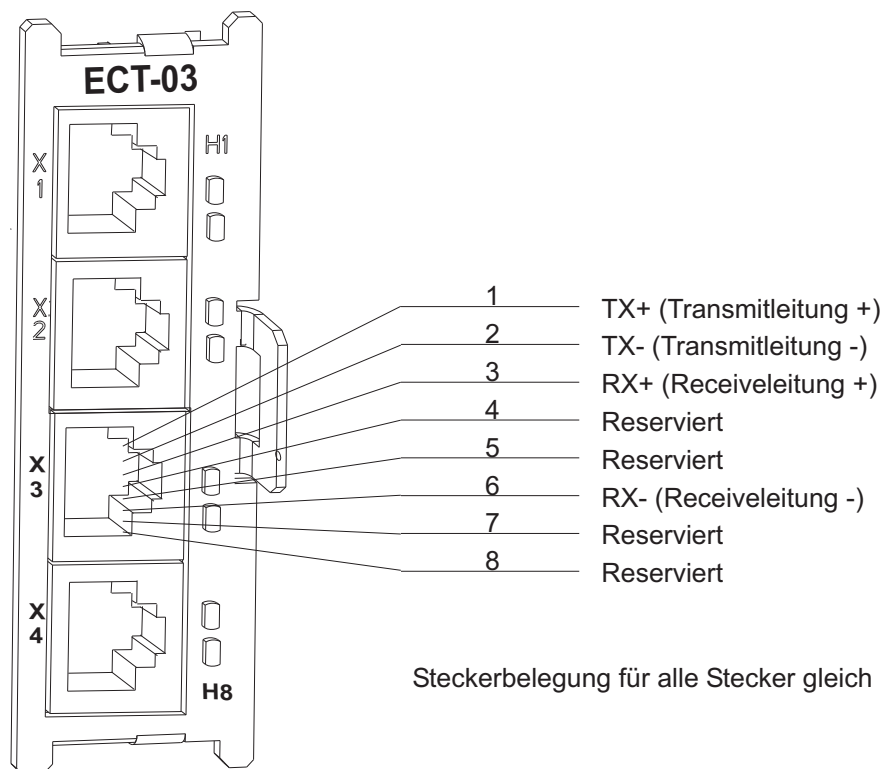 ECT-03
H1
X
1
X
2
X
3
X
4
H8
1 TX+ (Transmitleitung +)
2 TX- (Transmitleitung -)
3 RX+ (Receiveleitung +)
4 Reserviert
5 Reserviert
6 RX- (Receiveleitung -)
7 Reserviert
8 Reserviert
Steckerbelegung für alle Stecker gleich